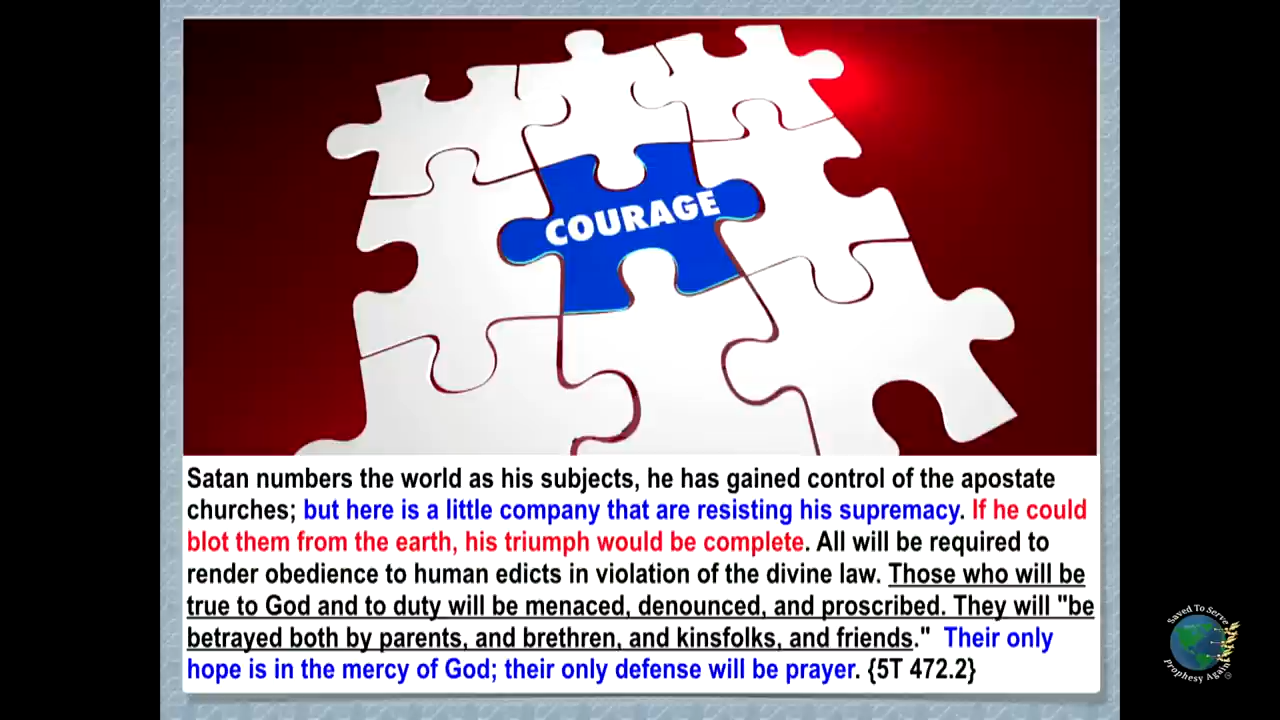 COURAGE
Satan numbers the world as his subjects, he has gained control of the apostate
churches; but here is a little company that are resisting his supremacy. If he could
blot them from the earth, his triumph would be complete. All will be required to
render obedience to human edicts in violation of the divine law. Those who will be
true to God and to duty will be menaced, denounced, and proscribed. They will "be
betrayed both by parents, and brethren, and kinsfolks, and friends." Their only
hope is in the mercy of God; their only defense will be prayer. {5T 472.2}
Saved To Serve
Prophesy Again